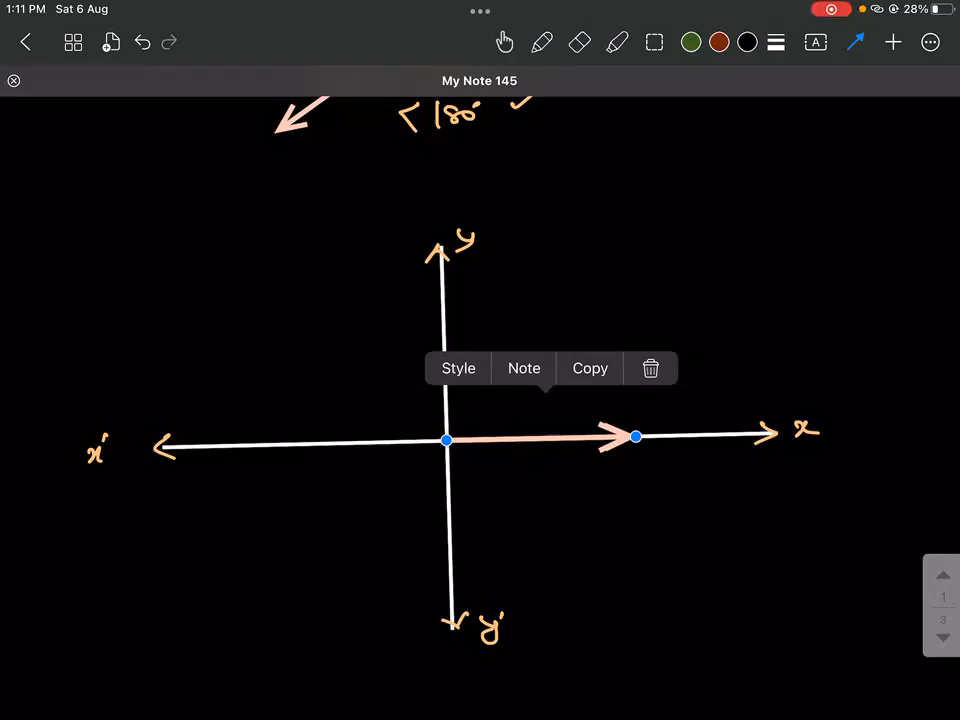 1:11 PM Sat 6 Aug
28%
A
My Note 145
< 180°
y
Style Note Copy
x
x'
1
3
y'